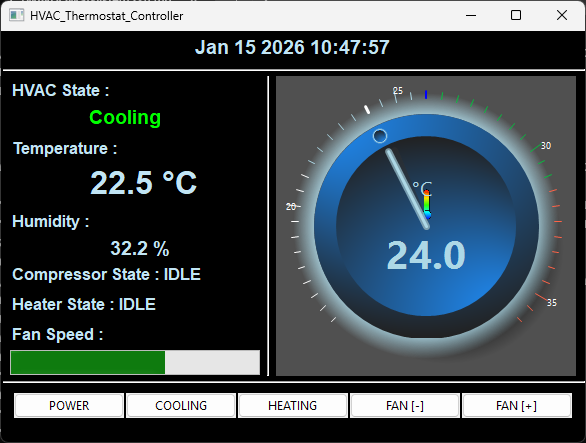 HVAC_Thermostat_Controller
Jan 15 2026 10:47:57
HVAC State :
Cooling
Temperature :
22.5 °C
Humidity :
32.2 %
Compressor State : IDLE
Heater State : IDLE
Fan Speed :
25
30
20
35
°C
24.0
POWER
COOLING
HEATING
FAN [-]
FAN [+]